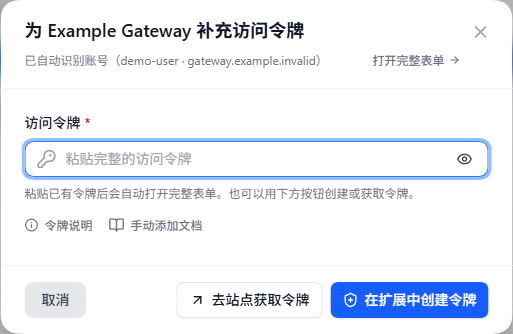 为 Example Gateway 补充访问令牌
已自动识别账号（demo-user · gateway.example.invalid）
打开完整表单 →
访问令牌 *
粘贴完整的访问令牌
粘贴已有令牌后会自动打开完整表单。也可以用下方按钮创建或获取令牌。
令牌说明 手动添加文档
取消 去站点获取令牌 在扩展中创建令牌